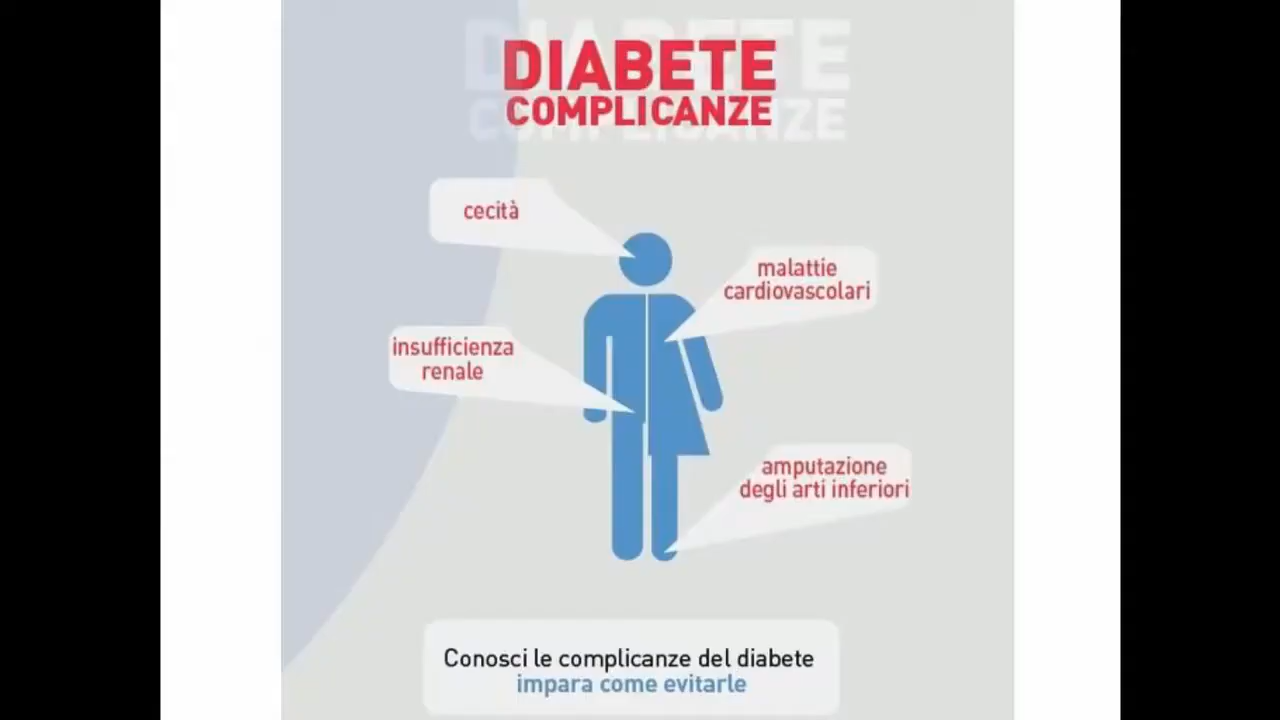 DIABETE
COMPLICANZE
cecità
malattie
cardiovascolari
insufficienza
renale
amputazione
degli arti inferiori
Conosci le complicanze del diabete
impara come evitarle